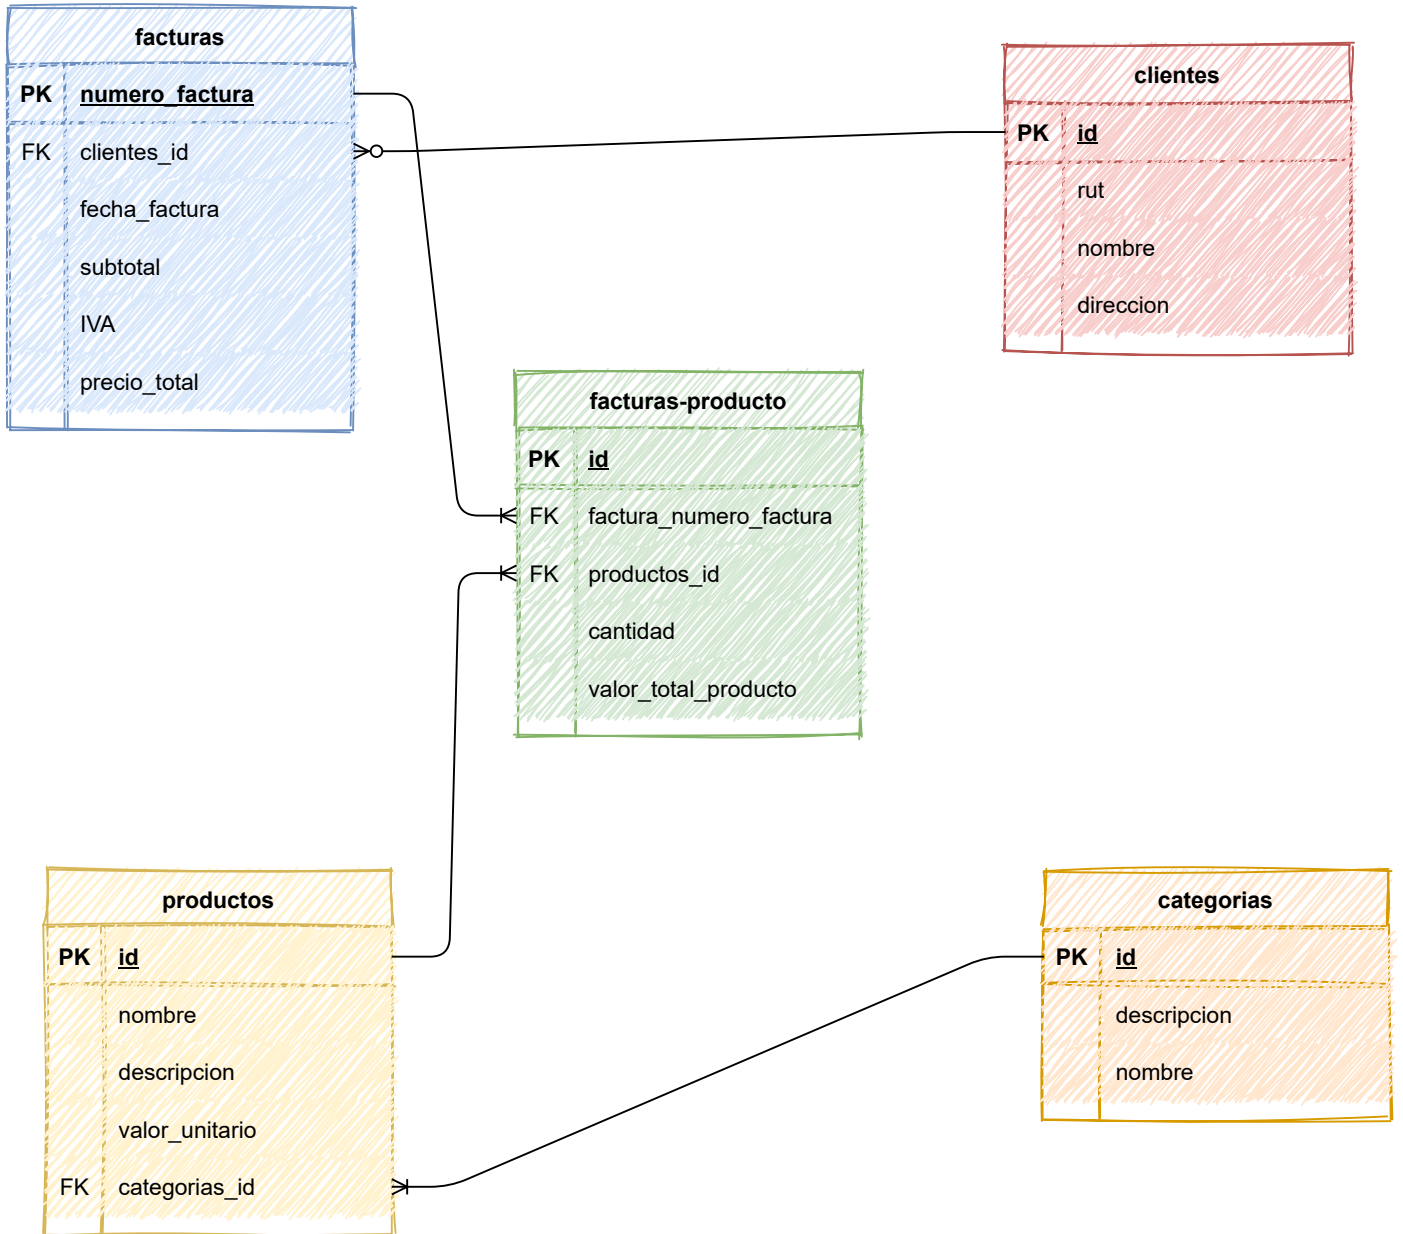 facturas
PK numero_factura
FK clientes_id
fecha_factura
subtotal
IVA
precio_total
clientes
PK id
rut
nombre
direccion
facturas-producto
PK id
FK factura_numero_factura
FK productos_id
cantidad
valor_total_producto
productos
PK id
nombre
descripcion
valor_unitario
FK categorias_id
categorias
PK id
descripcion
nombre